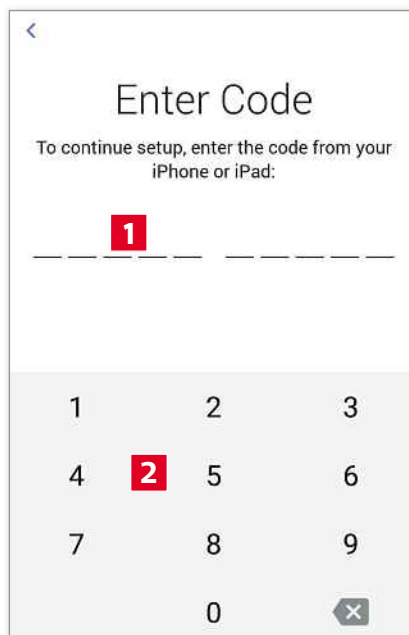 Enter Code
To continue setup, enter the code from your
iPhone or iPad:
1
1 2 3
4 2 5 6
7 8 9
0